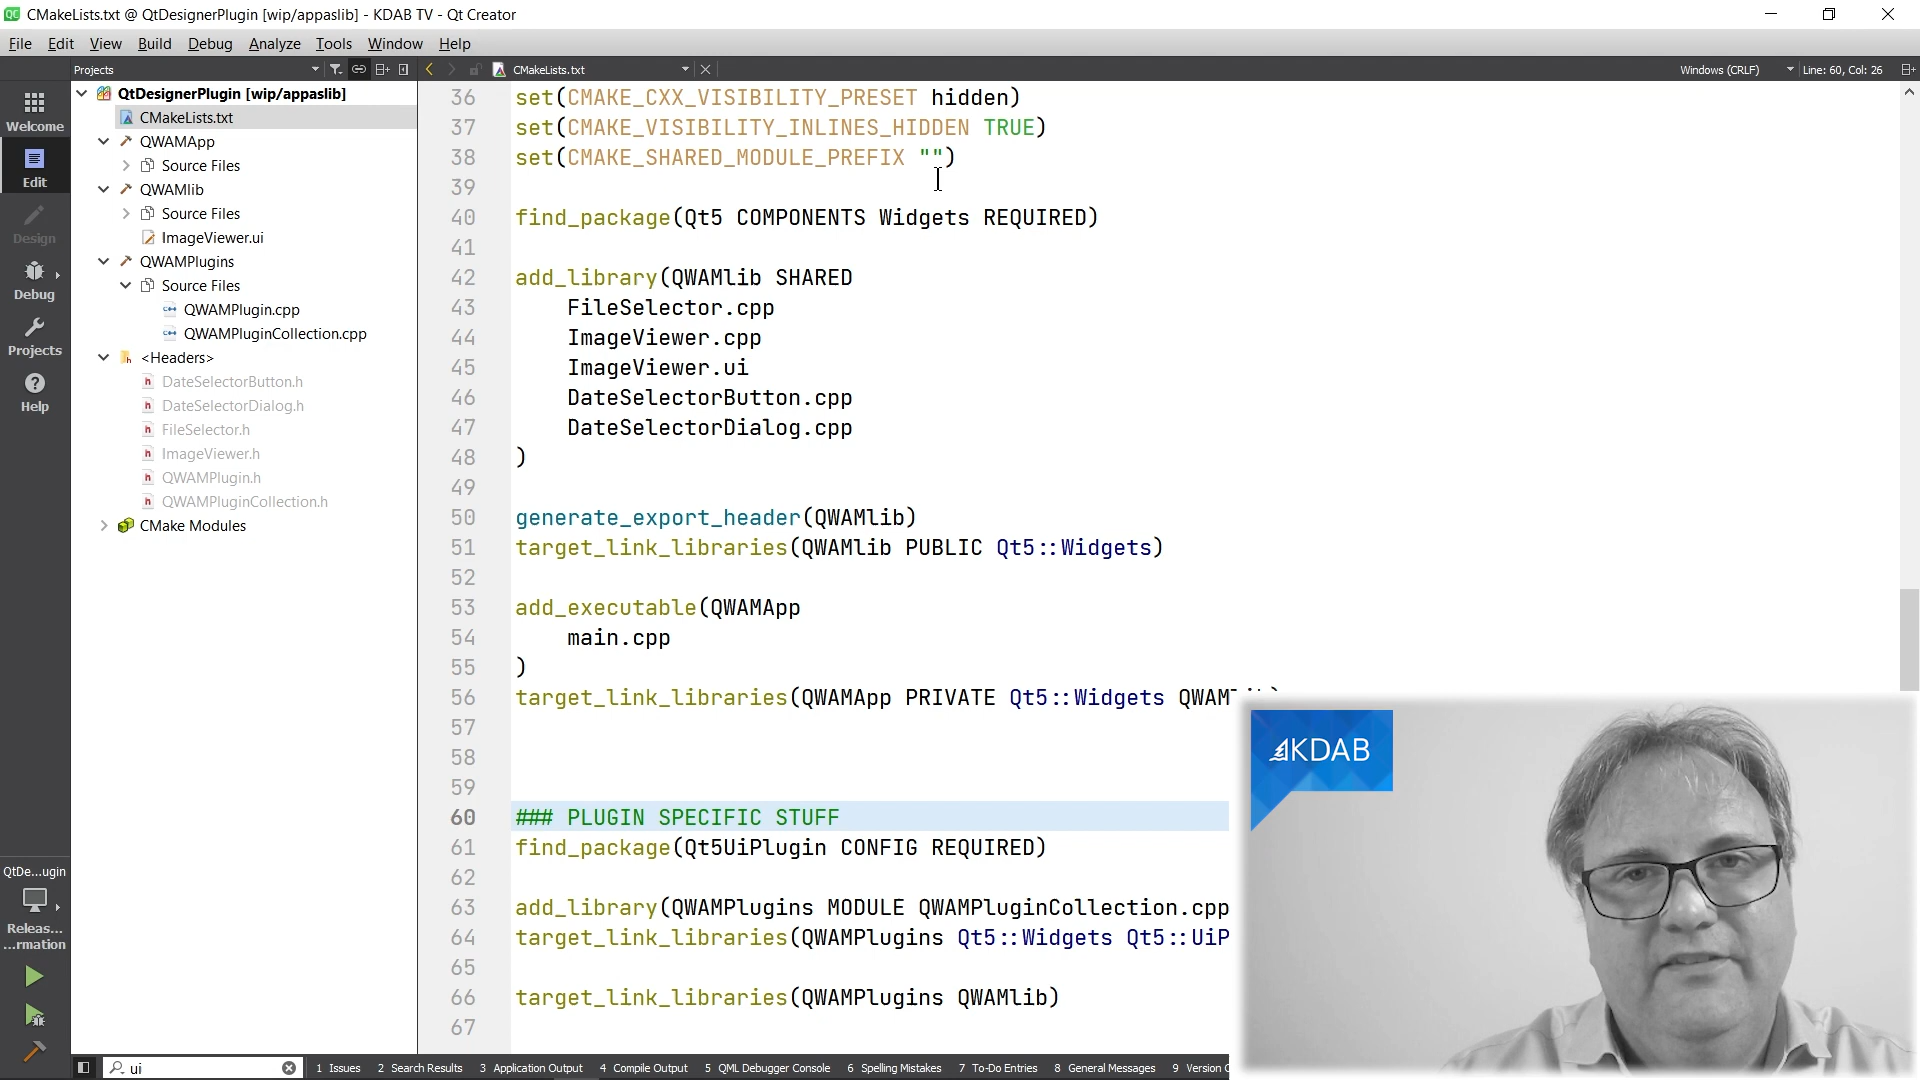 CMakeLists.txt @ QtDesignerPlugin [wip/appaslib] - KDAB TV - Qt Creator
File Edit View Build Debug Analyze Tools Window Help
Projects
CMakeLists.txt
Windows (CRLF)
Line: 60, Col: 26
Welcome
Edit
Design
Debug
Projects
Help
QtDe...ugin
Releas...
...rmation
QtDesignerPlugin [wip/appaslib]
CMakeLists.txt
QWAMApp
Source Files
QWAMlib
Source Files
ImageViewer.ui
QWAMPlugins
Source Files
QWAMPlugin.cpp
QWAMPluginCollection.cpp
<Headers>
DateSelectorButton.h
DateSelectorDialog.h
FileSelector.h
ImageViewer.h
QWAMPlugin.h
QWAMPluginCollection.h
CMake Modules
36 set(CMAKE_CXX_VISIBILITY_PRESET hidden)
37 set(CMAKE_VISIBILITY_INLINES_HIDDEN TRUE)
38 set(CMAKE_SHARED_MODULE_PREFIX "")
39
40 find_package(Qt5 COMPONENTS Widgets REQUIRED)
41
42 add_library(QWAMlib SHARED
43 FileSelector.cpp
44 ImageViewer.cpp
45 ImageViewer.ui
46 DateSelectorButton.cpp
47 DateSelectorDialog.cpp
48 )
49
50 generate_export_header(QWAMlib)
51 target_link_libraries(QWAMlib PUBLIC Qt5::Widgets)
52
53 add_executable(QWAMApp
54 main.cpp
55 )
56 target_link_libraries(QWAMApp PRIVATE Qt5::Widgets
57
58
59
60 ### PLUGIN SPECIFIC STUFF
61 find_package(Qt5UiPlugin CONFIG REQUIRED)
62
63 add_library(QWAMPlugins MODULE QWAMPluginCollection.cpp
64 target_link_libraries(QWAMPlugins Qt5::Widgets Qt5::UiP
65
66 target_link_libraries(QWAMPlugins QWAMlib)
67
KDAB
ui
1 Issues 2 Search Results 3 Application Output 4 Compile Output 5 QML Debugger Console 6 Spelling Mistakes 7 To-Do Entries 8 General Messages 9 Version